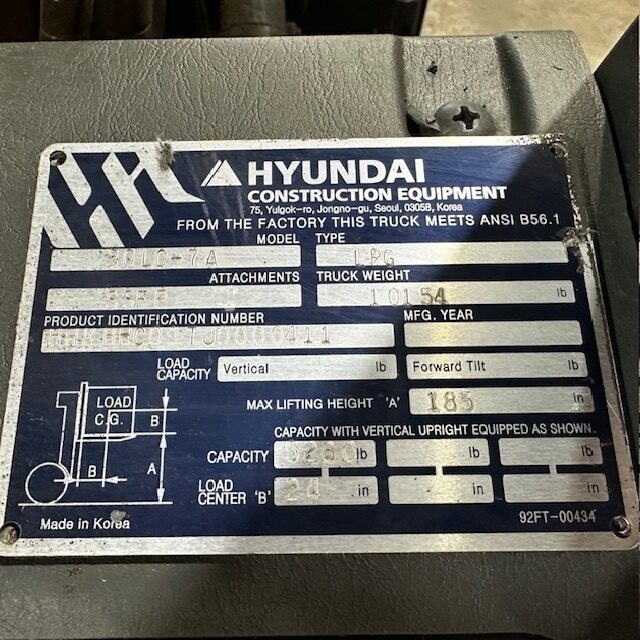 HYUNDAI
CONSTRUCTION EQUIPMENT
75, Yulgok-ro, Jongno-gu, Seoul, 03058, Korea
FROM THE FACTORY THIS TRUCK MEETS ANSI B56.1
MODEL TYPE
LPG
ATTACHMENTS TRUCK WEIGHT
10154 lb
PRODUCT IDENTIFICATION NUMBER MFG. YEAR
LOAD CAPACITY Vertical lb Forward Tilt lb
MAX LIFTING HEIGHT 'A' 185 in
CAPACITY WITH VERTICAL UPRIGHT EQUIPPED AS SHOWN.
CAPACITY lb lb lb
LOAD CENTER 'B' 24 in in in
LOAD
C.G.
B
B
A
Made in Korea 92FT-00434